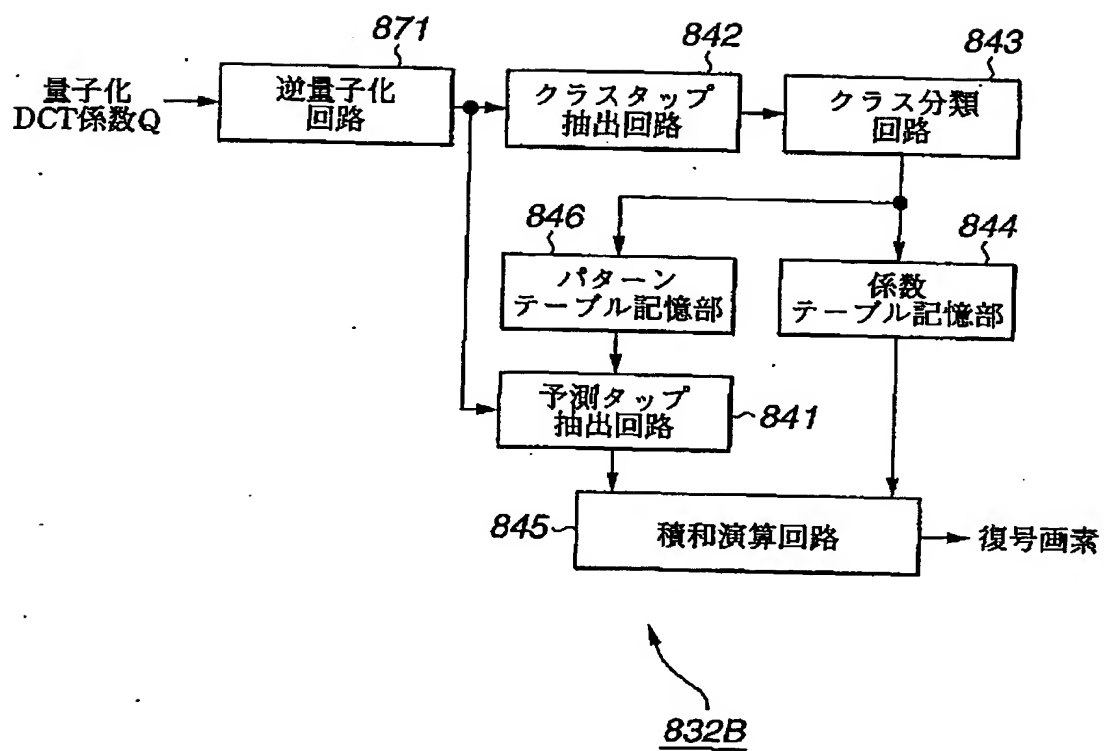 871
842
843
量子化
DCT係数Q
逆量子化
回路
クラスタップ
抽出回路
クラス分類
回路
846
844
パターン
テーブル記憶部
係数
テーブル記憶部
予測タップ
抽出回路
841
845
積和演算回路
復号画素
832B